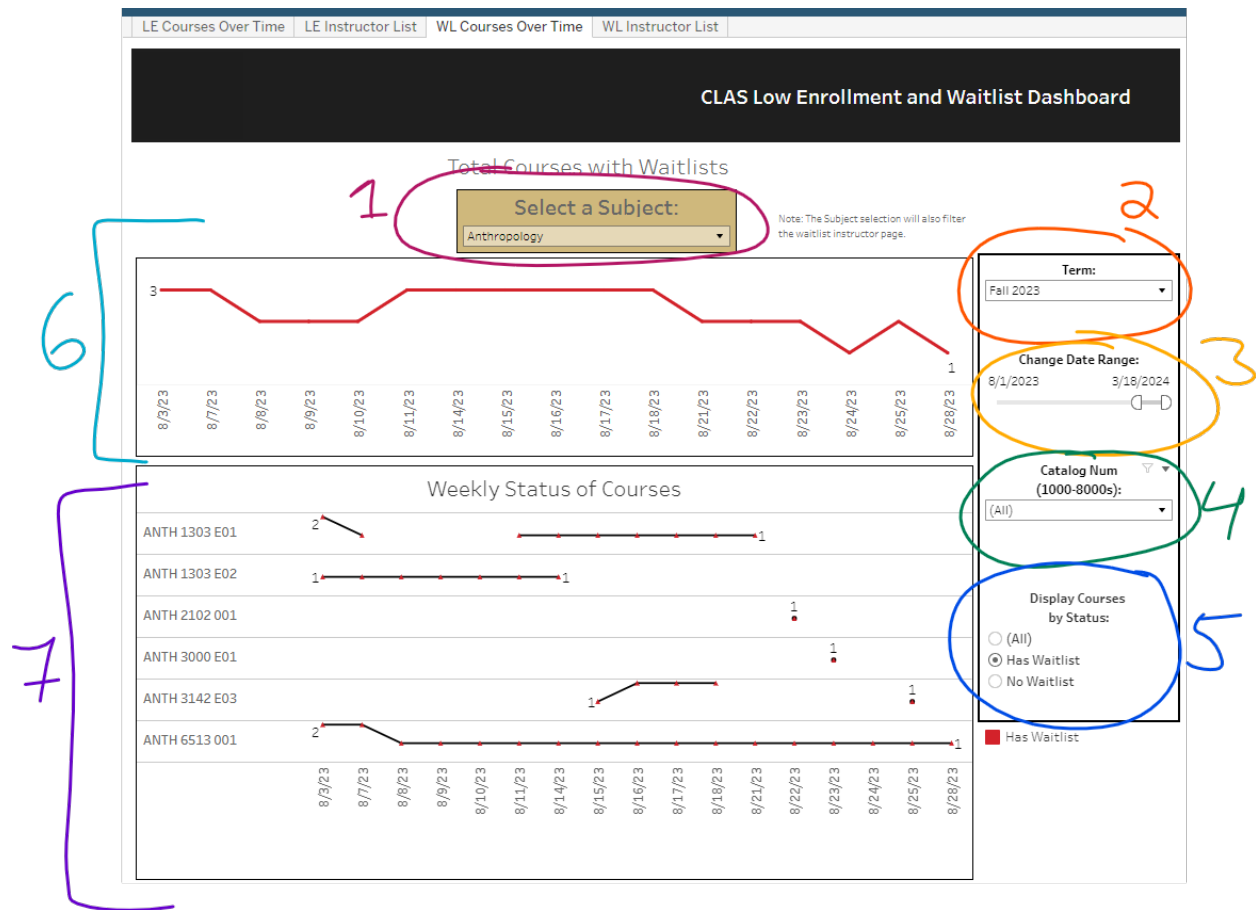 LE Courses Over Time LE Instructor List WL Courses Over Time WL Instructor List
CLAS Low Enrollment and Waitlist Dashboard
Total Courses with Waitlists
1
Select a Subject:
Anthropology
Note: The Subject selection will also filter
the waitlist instructor page.
2
Term:
Fall 2023
3
Change Date Range:
8/1/2023 3/18/2024
4
Catalog Num
(1000-8000s):
(All)
5
Display Courses
by Status:
(All)
Has Waitlist
No Waitlist
Has Waitlist
6
3
1
8/3/23 8/7/23 8/8/23 8/9/23 8/10/23 8/11/23 8/14/23 8/15/23 8/16/23 8/17/23 8/18/23 8/21/23 8/22/23 8/23/23 8/24/23 8/25/23 8/28/23
7
Weekly Status of Courses
ANTH 1303 E01 2 1
ANTH 1303 E02 1 1
ANTH 2102 001 1
ANTH 3000 E01 1
ANTH 3142 E03 1 1
ANTH 6513 001 2 1
8/3/23 8/7/23 8/8/23 8/9/23 8/10/23 8/11/23 8/14/23 8/15/23 8/16/23 8/17/23 8/18/23 8/21/23 8/22/23 8/23/23 8/24/23 8/25/23 8/28/23